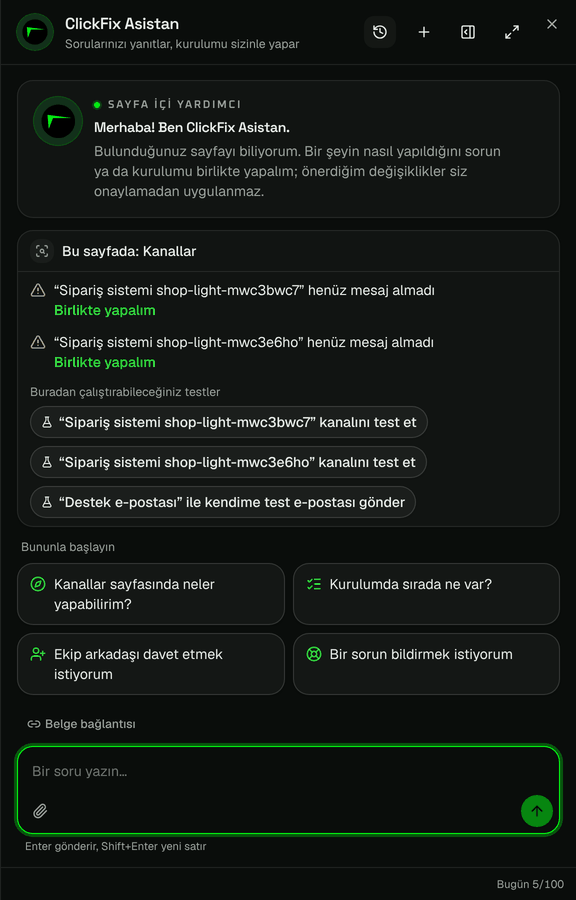 ClickFix Asistan
Sorularınızı yanıtlar, kurulumu sizinle yapar
SAYFA İÇİ YARDIMCI
Merhaba! Ben ClickFix Asistan.
Bulunduğunuz sayfayı biliyorum. Bir şeyin nasıl yapıldığını sorun
ya da kurulumu birlikte yapalım; önerdiğim değişiklikler siz
onaylamadan uygulanmaz.
Bu sayfada: Kanallar
“Sipariş sistemi shop-light-mwc3bwc7” henüz mesaj almadı
Birlikte yapalım
“Sipariş sistemi shop-light-mwc3e6ho” henüz mesaj almadı
Birlikte yapalım
Buradan çalıştırabileceğiniz testler
“Sipariş sistemi shop-light-mwc3bwc7” kanalını test et
“Sipariş sistemi shop-light-mwc3e6ho” kanalını test et
“Destek e-postası” ile kendime test e-postası gönder
Bununla başlayın
Kanallar sayfasında neler
yapabilirim?
Kurulumda sırada ne var?
Ekip arkadaşı davet etmek
istiyorum
Bir sorun bildirmek istiyorum
Belge bağlantısı
Bir soru yazın...
Enter gönderir, Shift+Enter yeni satır
Bugün 5/100